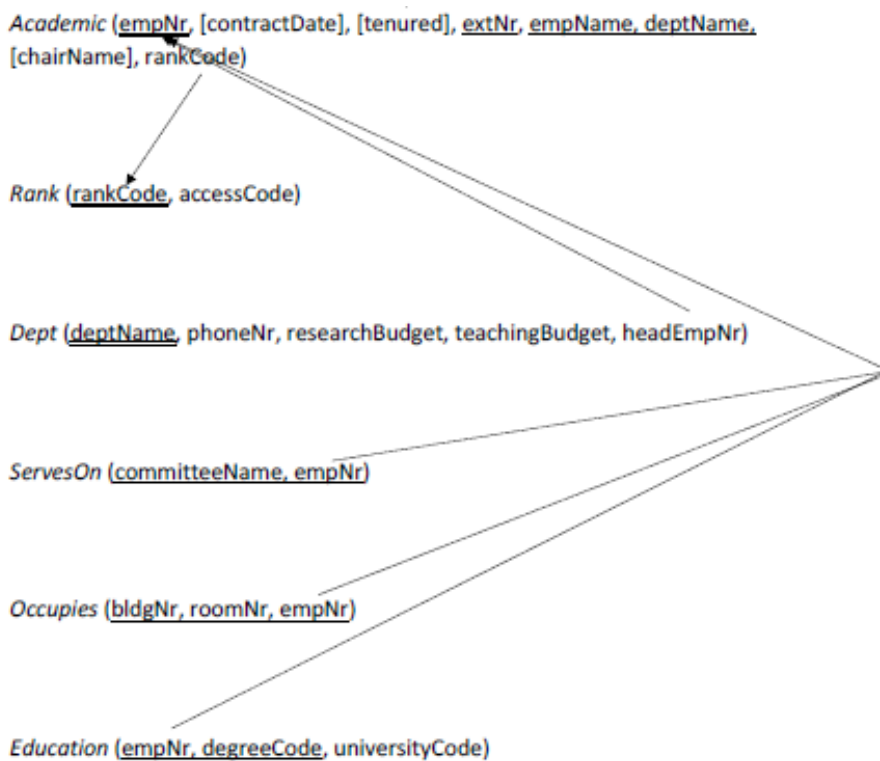 Academic (empNr, [contractDate], [tenured], extNr, empName, deptName,
[chairName], rankCode)
Rank (rankCode, accessCode)
Dept (deptName, phoneNr, researchBudget, teachingBudget, headEmpNr)
ServesOn (committeeName, empNr)
Occupies (bldgNr, roomNr, empNr)
Education (empNr, degreeCode, universityCode)